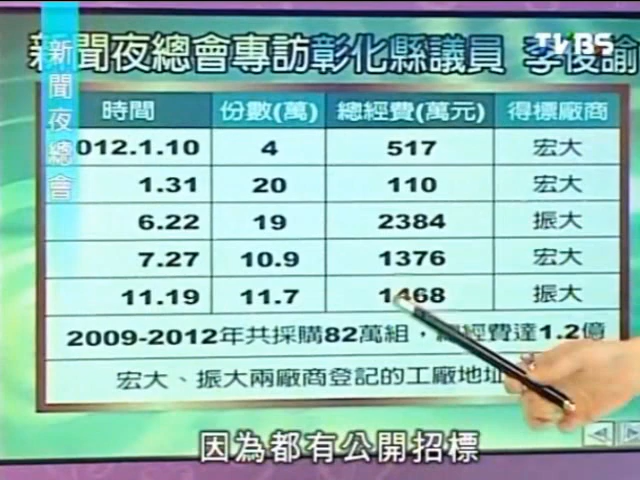 新聞夜總會專訪彰化縣議員 李俊諭
TVBS
新聞夜總會
時間 份數(萬) 總經費(萬元) 得標廠商
012.1.10 4 517 宏大
1.31 20 110 宏大
6.22 19 2384 振大
7.27 10.9 1376 宏大
11.19 11.7 1468 振大
2009-2012年共採購82萬組，總經費達1.2億
宏大、振大兩廠商登記的工廠地址
因為都有公開招標